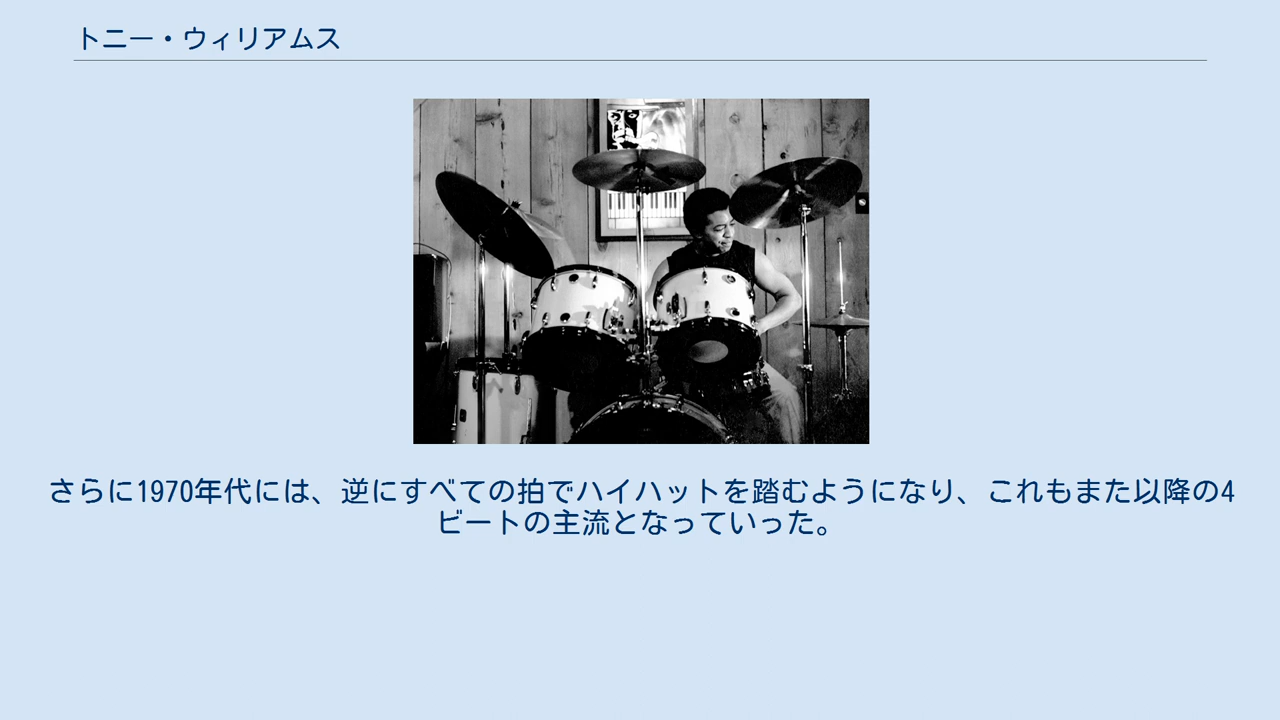 トニー・ウィリアムス
さらに1970年代には、逆にすべての拍でハイハットを踏むようになり、これもまた以降の4
ビートの主流となっていった。